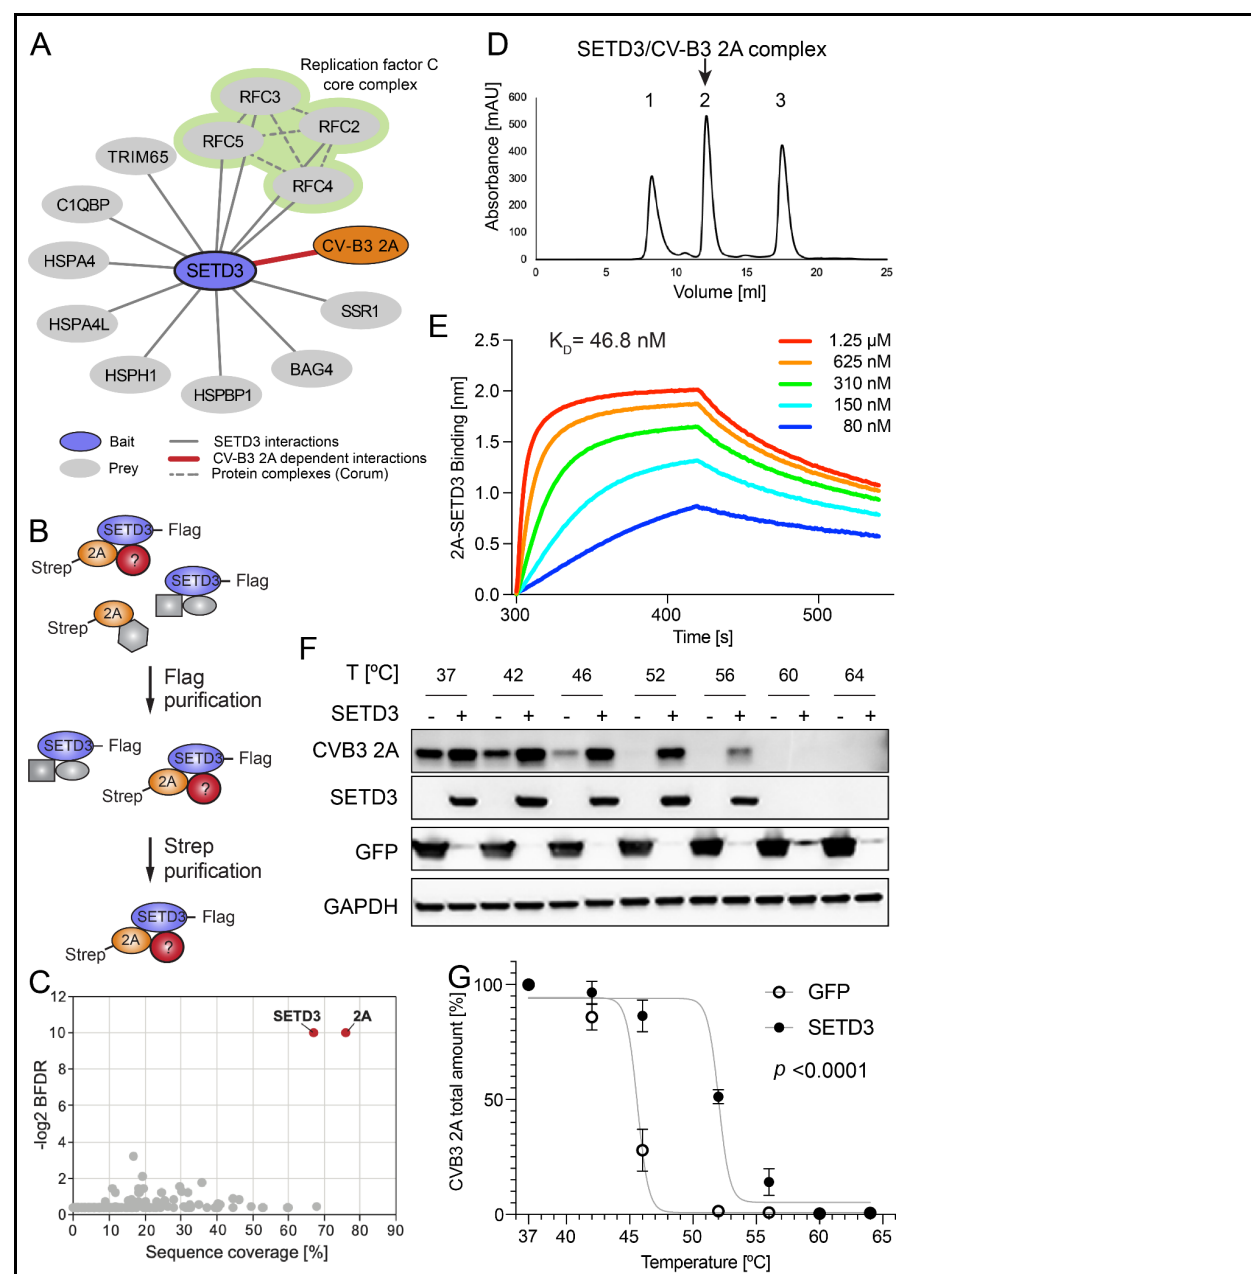 A
Replication factor C
core complex
RFC3
RFC2
RFC5
RFC4
TRIM65
C1QBP
HSPA4
HSPA4L
HSPH1
HSPBP1
BAG4
SSR1
CV-B3 2A
SETD3
Bait
Prey
SETD3 interactions
CV-B3 2A dependent interactions
Protein complexes (Corum)
B
SETD3 Flag
2A ?
Strep
SETD3 Flag
2A
Strep
Flag
purification
SETD3 Flag
SETD3 Flag
2A ?
Strep
Strep
purification
SETD3 Flag
2A ?
Strep
C
-log2 BFDR
12
10
8
6
4
2
0
SETD3 2A
0 10 20 30 40 50 60 70 80 90
Sequence coverage [%]
D
SETD3/CV-B3 2A complex
1 2 3
Absorbance [mAU]
600
500
400
300
200
100
0
0 5 10 15 20 25
Volume [ml]
E
KD= 46.8 nM
2A-SETD3 Binding [nm]
2.5
2.0
1.5
1.0
0.5
0.0
1.25 µM
625 nM
310 nM
150 nM
80 nM
300 400 500
Time [s]
F
T [ºC] 37 42 46 52 56 60 64
SETD3 - + - + - + - + - + - + - +
CVB3 2A
SETD3
GFP
GAPDH
G
CVB3 2A total amount [%]
100
50
0
GFP
SETD3
p <0.0001
37 40 45 50 55 60 65
Temperature [ºC]